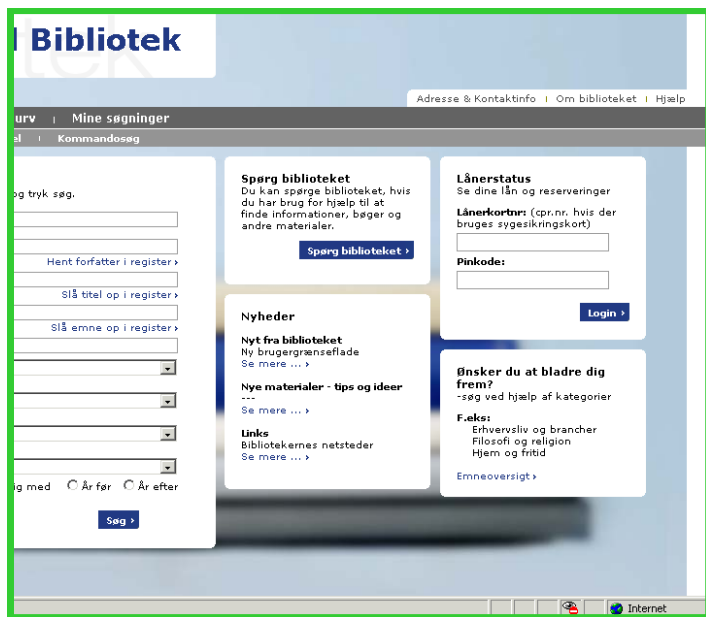 Bibliotek
Adresse & Kontaktinfo | Om biblioteket | Hjælp
urv | Mine søgninger
el | Kommandosøg
og tryk søg.
Hent forfatter i register ›
Slå titel op i register ›
Slå emne op i register ›
ig med År før År efter
Søg ›
Spørg biblioteket
Du kan spørge biblioteket, hvis
du har brug for hjælp til at
finde informationer, bøger og
andre materialer.
Spørg biblioteket ›
Nyheder
Nyt fra biblioteket
Ny brugergrænseflade
Se mere ... ›
Nye materialer - tips og ideer
---
Se mere ... ›
Links
Bibliotekernes netsteder
Se mere ... ›
Lånerstatus
Se dine lån og reserveringer
Lånerkortnr: (cpr.nr. hvis der
bruges sygesikringskort)
Pinkode:
Login ›
Ønsker du at bladre dig
frem?
-søg ved hjælp af kategorier
F.eks:
Erhvervsliv og brancher
Filosofi og religion
Hjem og fritid
Emneoversigt ›
Internet